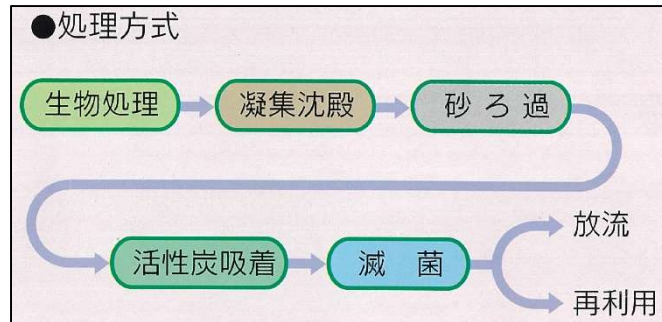 ●処理方式
生物処理
凝集沈殿
砂ろ過
活性炭吸着
滅菌
放流
再利用